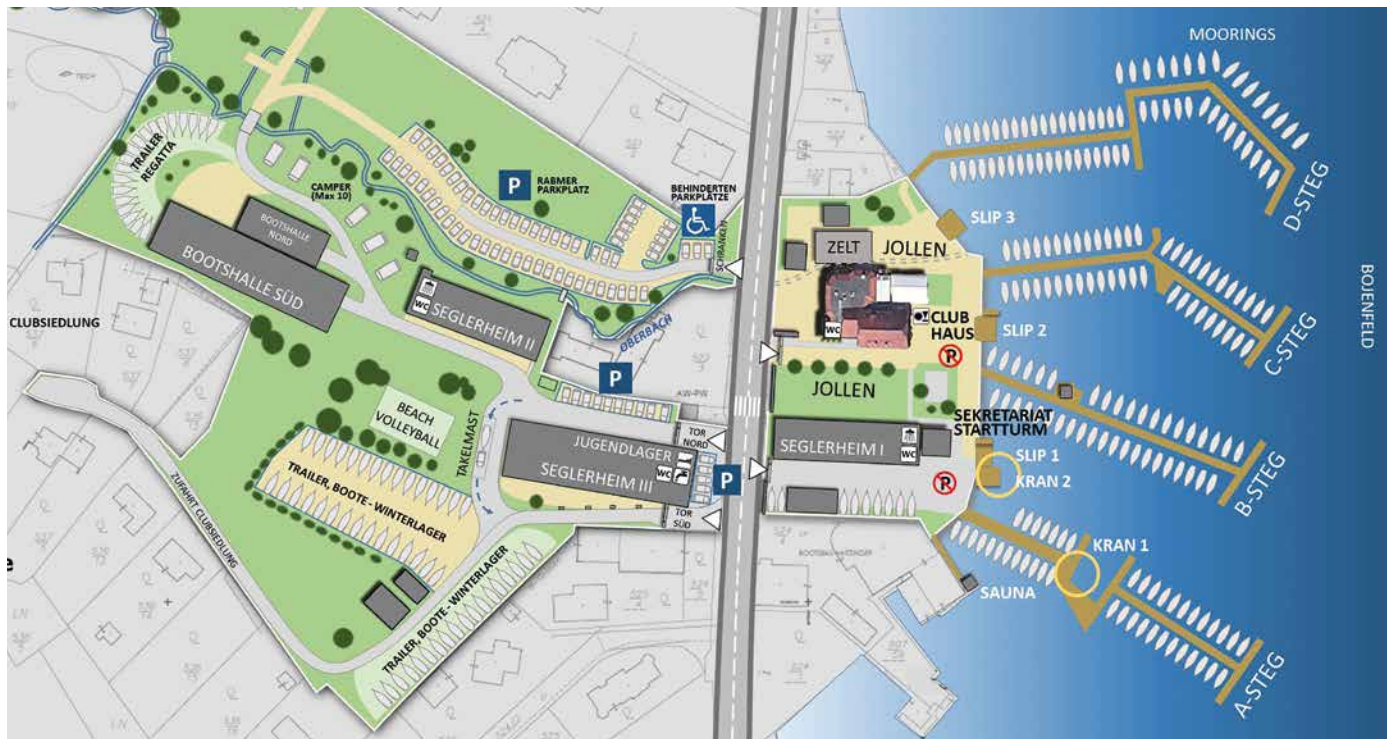 MOORINGS
D-STEG
BOJENFELD
TRAILER
REGATTA
CAMPER
(Max 10)
P
RABMER
PARKPLATZ
BEHINDERTEN
PARKPLÄTZE
SCHRANKEN
BOOTSHALLE
NORD
BOOTSHALLE SÜD
SEGLERHEIM II
WC
OBERBACH
CLUBSIEDLUNG
ZELT
JOLLEN
SLIP 3
CLUB
HAUS
WC
SLIP 2
C-STEG
P
P
AW-PW
JOLLEN
BEACH
VOLLEYBALL
TAKELMAST
JUGENDLAGER
SEGLERHEIM III
WC
TOR
NORD
P
TOR
SÜD
SEGLERHEIM I
WC
SEKRETARIAT
STARTTURM
SLIP 1
KRAN 2
P
B-STEG
TRAILER, BOOTE - WINTERLAGER
ZUFAHRT CLUBSIEDLUNG
TRAILER, BOOTE - WINTERLAGER
KRAN 1
SAUNA
A-STEG
e